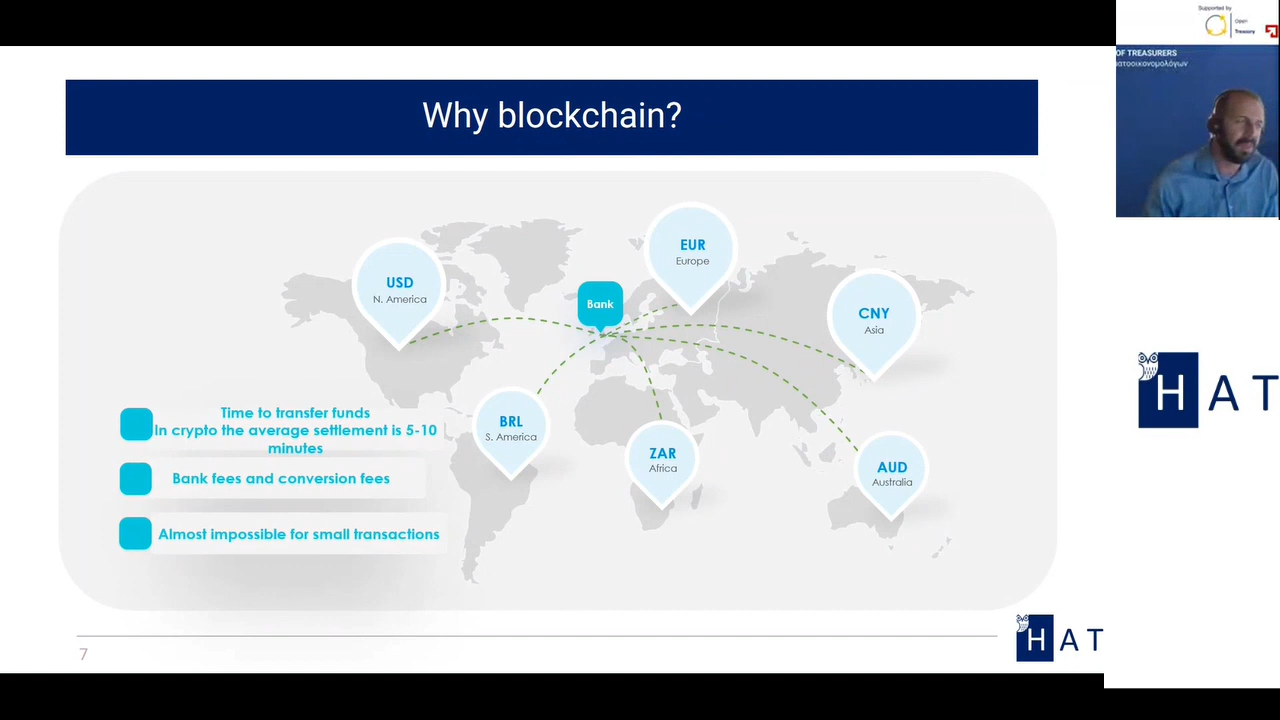 Supported by
Open
Treasury
OF TREASURERS
ματοοικονομολόγων
Why blockchain?
EUR
Europe
USD
N. America
Bank
CNY
Asia
Time to transfer funds
In crypto the average settlement is 5-10
minutes
BRL
S. America
ZAR
Africa
AUD
Australia
Bank fees and conversion fees
Almost impossible for small transactions
HAT
HAT
7